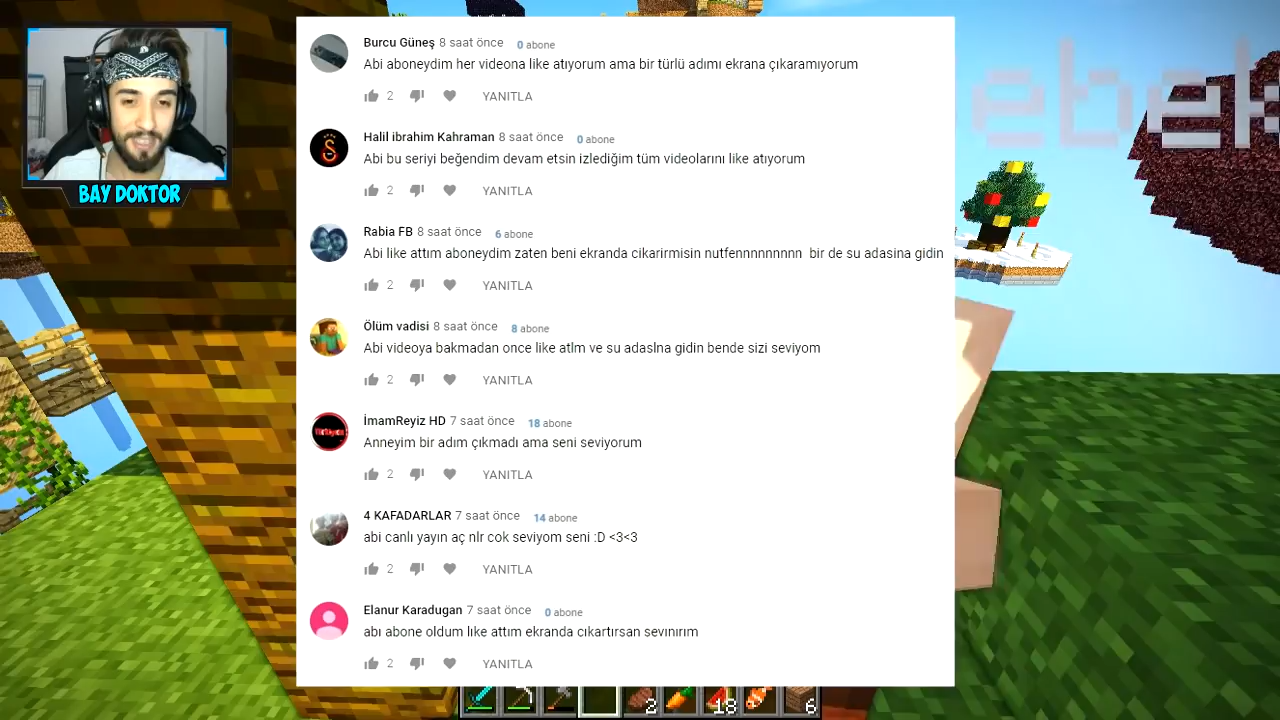 Burcu Güneş 8 saat önce 0 abone
Abi aboneydim her videona like atıyorum ama bir türlü adımı ekrana çıkaramıyorum
2 YANITLA
Halil ibrahim Kahraman 8 saat önce 0 abone
Abi bu seriyi beğendim devam etsin izlediğim tüm videolarını like atıyorum
2 YANITLA
Rabia FB 8 saat önce 6 abone
Abi like attım aboneydim zaten beni ekranda cikarirmisin nutfennnnnnnnn bir de su adasina gidin
2 YANITLA
Ölüm vadisi 8 saat önce 8 abone
Abi videoya bakmadan once like atlm ve su adaslna gidin bende sizi seviyom
2 YANITLA
İmamReyiz HD 7 saat önce 18 abone
Anneyim bir adım çıkmadı ama seni seviyorum
2 YANITLA
4 KAFADARLAR 7 saat önce 14 abone
abi canlı yayın aç nlr cok seviyom seni :D <3<3
2 YANITLA
Elanur Karadugan 7 saat önce 0 abone
abı abone oldum lıke attım ekranda cıkartırsan sevınırım
2 YANITLA
BAY DOKTOR
ebek
2 18 6